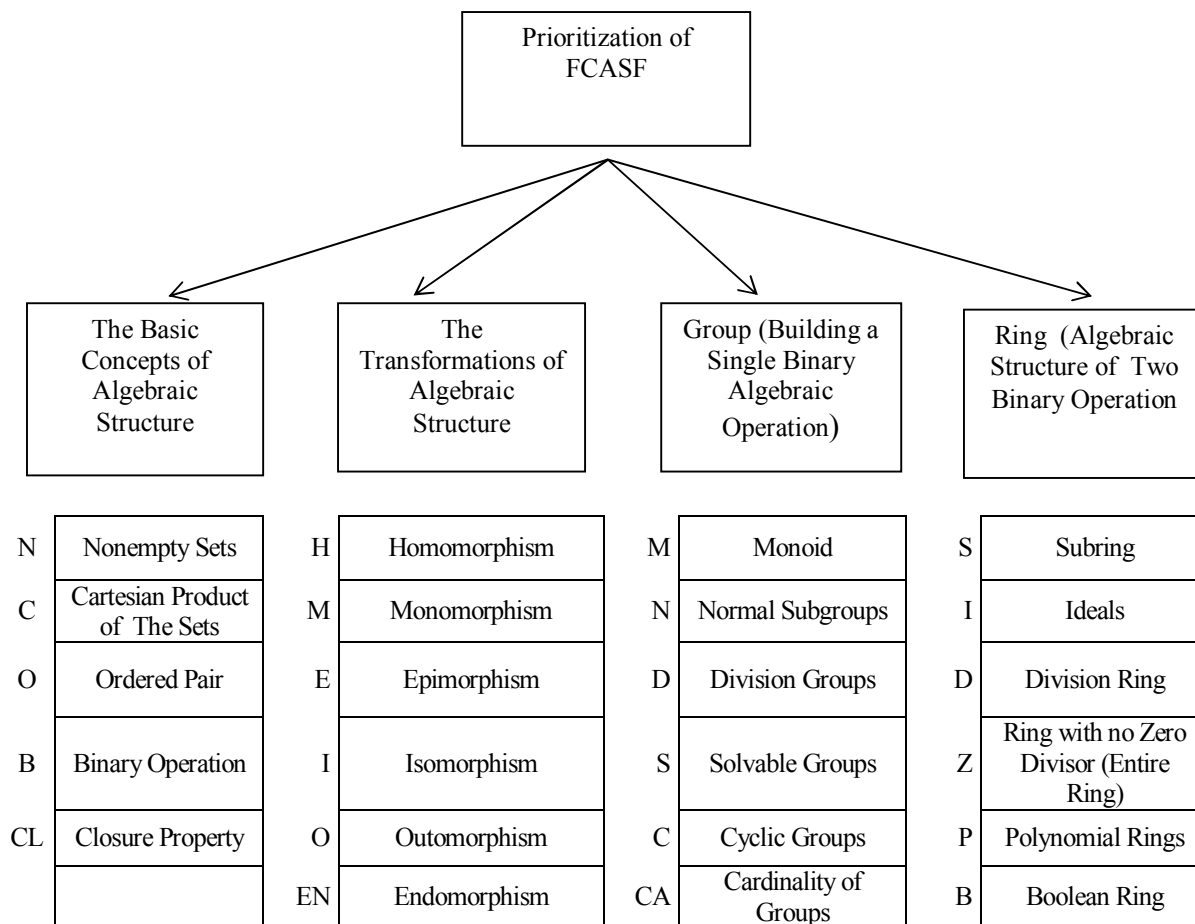 Prioritization of
FCASF
The Basic
Concepts of
Algebraic
Structure
The
Transformations of
Algebraic
Structure
Group (Building a
Single Binary
Algebraic
Operation)
Ring (Algebraic
Structure of Two
Binary Operation
N Nonempty Sets
C Cartesian Product
of The Sets
O Ordered Pair
B Binary Operation
CL Closure Property
H Homomorphism
M Monomorphism
E Epimorphism
I Isomorphism
O Outomorphism
EN Endomorphism
M Monoid
N Normal Subgroups
D Division Groups
S Solvable Groups
C Cyclic Groups
CA Cardinality of
Groups
S Subring
I Ideals
D Division Ring
Z Ring with no Zero
Divisor (Entire
Ring)
P Polynomial Rings
B Boolean Ring